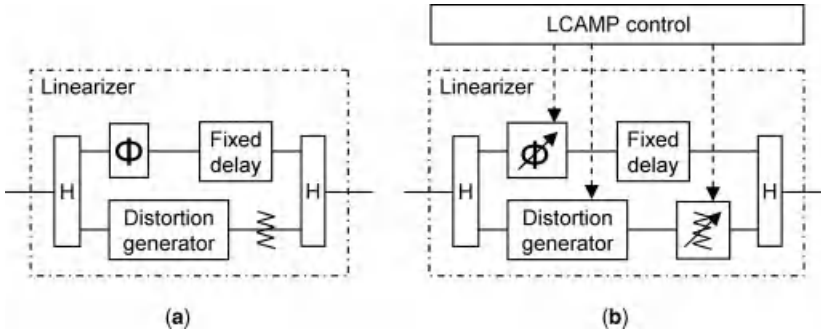 LCAMP control
Linearizer
Φ
Fixed
delay
H
H
Distortion
generator
(a)
Linearizer
Φ
Fixed
delay
H
H
Distortion
generator
(b)